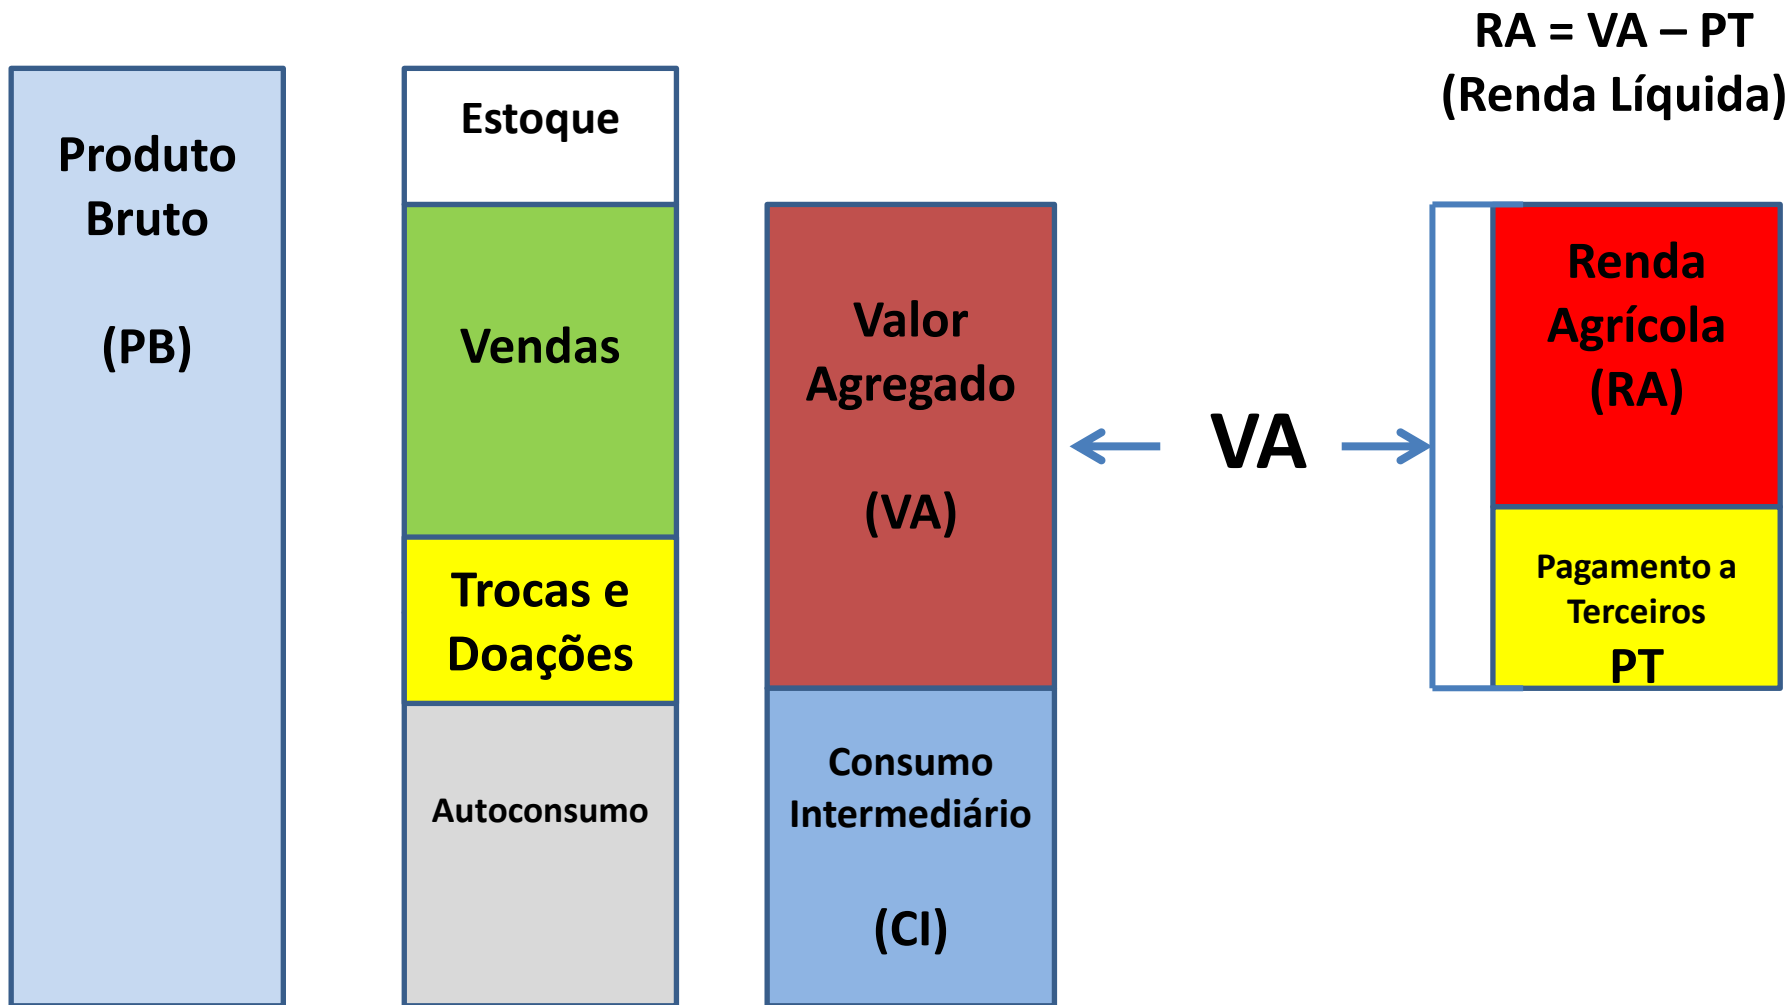 RA = VA – PT
(Renda Líquida)
Produto
Bruto
(PB)
Estoque
Vendas
Trocas e
Doações
Autoconsumo
Valor
Agregado
(VA)
Consumo
Intermediário
(CI)
VA
Renda
Agrícola
(RA)
Pagamento a
Terceiros
PT